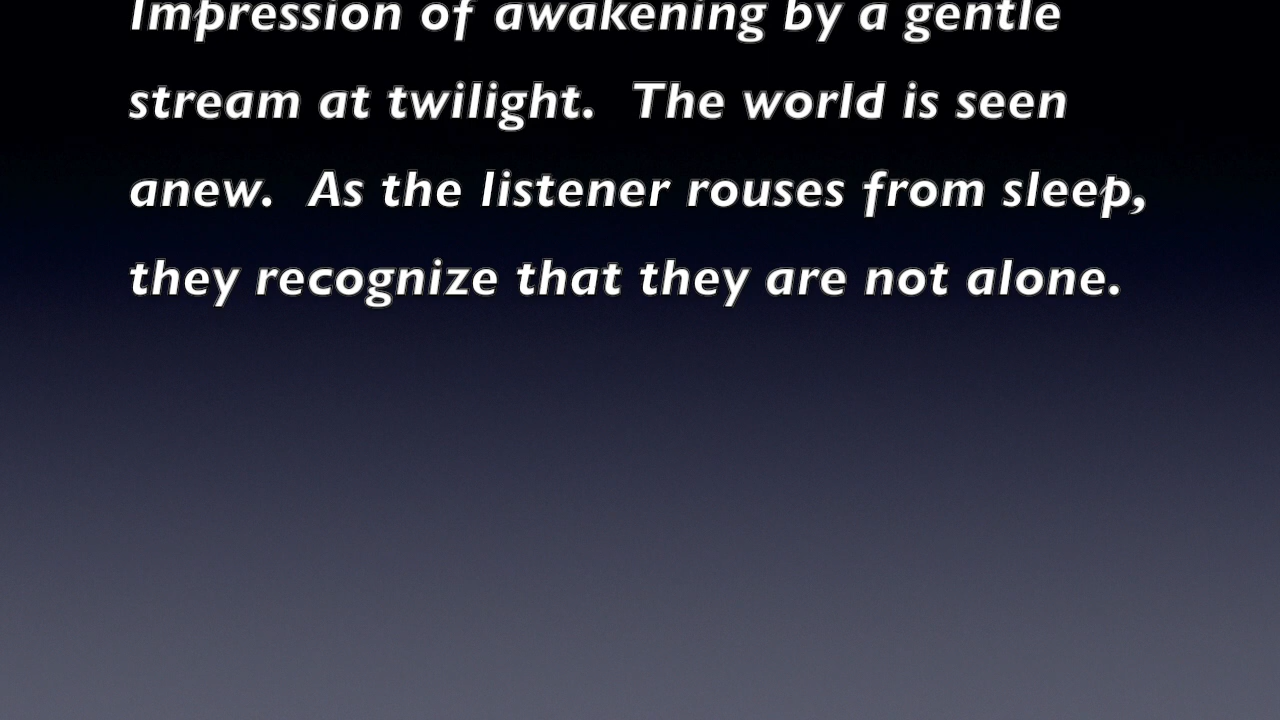 Impression of awakening by a gentle
stream at twilight.  The world is seen
anew.  As the listener rouses from sleep,
they recognize that they are not alone.